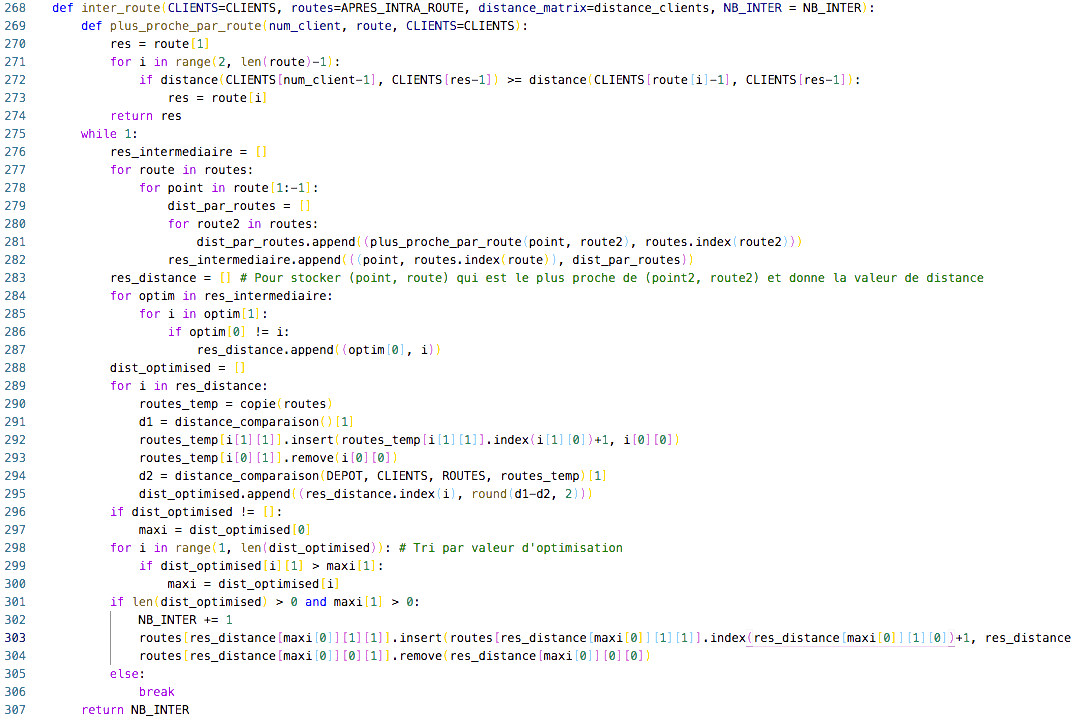 268 def inter_route(CLIENTS=CLIENTS, routes=APRES_INTRA_ROUTE, distance_matrix=distance_clients, NB_INTER = NB_INTER):
269     def plus_proche_par_route(num_client, route, CLIENTS=CLIENTS):
270         res = route[1]
271         for i in range(2, len(route)-1):
272             if distance(CLIENTS[num_client-1], CLIENTS[res-1]) >= distance(CLIENTS[route[i]-1], CLIENTS[res-1]):
273                 res = route[i]
274         return res
275     while 1:
276         res_intermediaire = []
277         for route in routes:
278             for point in route[1:-1]:
279                 dist_par_routes = []
280                 for route2 in routes:
281                     dist_par_routes.append((plus_proche_par_route(point, route2), routes.index(route2)))
282                 res_intermediaire.append(((point, routes.index(route)), dist_par_routes))
283         res_distance = [] # Pour stocker (point, route) qui est le plus proche de (point2, route2) et donne la valeur de distance
284         for optim in res_intermediaire:
285             for i in optim[1]:
286                 if optim[0] != i:
287                     res_distance.append((optim[0], i))
288         dist_optimised = []
289         for i in res_distance:
290             routes_temp = copie(routes)
291             d1 = distance_comparaison()[1]
292             routes_temp[i[1][1]].insert(routes_temp[i[1][1]].index(i[1][0])+1, i[0][0])
293             routes_temp[i[0][1]].remove(i[0][0])
294             d2 = distance_comparaison(DEPOT, CLIENTS, ROUTES, routes_temp)[1]
295             dist_optimised.append((res_distance.index(i), round(d1-d2, 2)))
296         if dist_optimised != []:
297             maxi = dist_optimised[0]
298         for i in range(1, len(dist_optimised)): # Tri par valeur d'optimisation
299             if dist_optimised[i][1] > maxi[1]:
300                 maxi = dist_optimised[i]
301         if len(dist_optimised) > 0 and maxi[1] > 0:
302             NB_INTER += 1
303             routes[res_distance[maxi[0]][1][1]].insert(routes[res_distance[maxi[0]][1][1]].index(res_distance[maxi[0]][1][0])+1, res_distance
304             routes[res_distance[maxi[0]][0][1]].remove(res_distance[maxi[0]][0][0])
305         else:
306             break
307     return NB_INTER